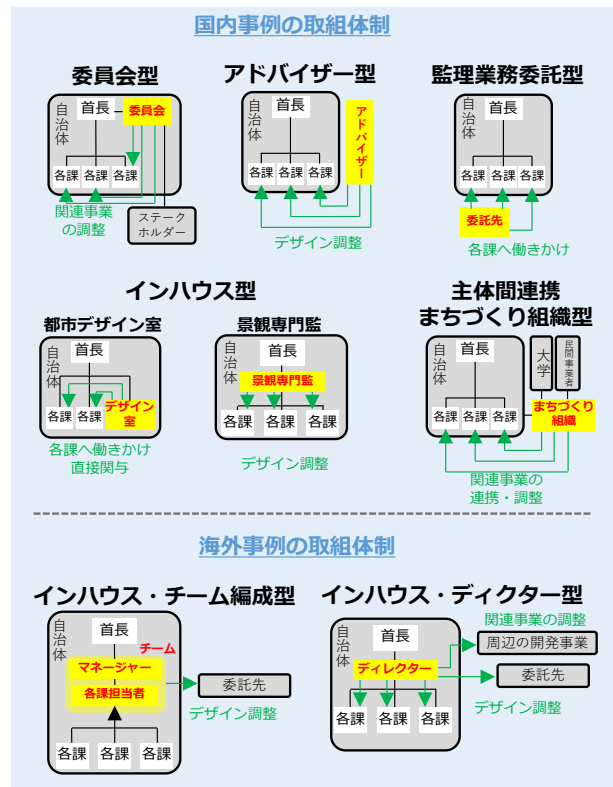 国内事例の取組体制
委員会型
自治体
首長
委員会
各課
各課
各課
関連事業
の調整
ステーク
ホルダー
アドバイザー型
自治体
首長
アドバイザー
各課
各課
各課
デザイン調整
監理業務委託型
自治体
首長
各課
各課
各課
委託先
各課へ働きかけ
インハウス型
都市デザイン室
自治体
首長
各課
各課
デザイン
室
各課へ働きかけ
直接関与
景観専門監
自治体
首長
景観専門監
各課
各課
各課
デザイン調整
主体間連携
まちづくり組織型
自治体
首長
大学
民間事業者
各課
各課
各課
まちづくり
組織
関連事業の
連携・調整
海外事例の取組体制
インハウス・チーム編成型
自治体
首長
チーム
マネージャー
各課担当者
委託先
デザイン調整
各課
各課
各課
インハウス・ディクター型
自治体
首長
関連事業の調整
周辺の開発事業
ディレクター
委託先
各課
各課
各課
デザイン調整